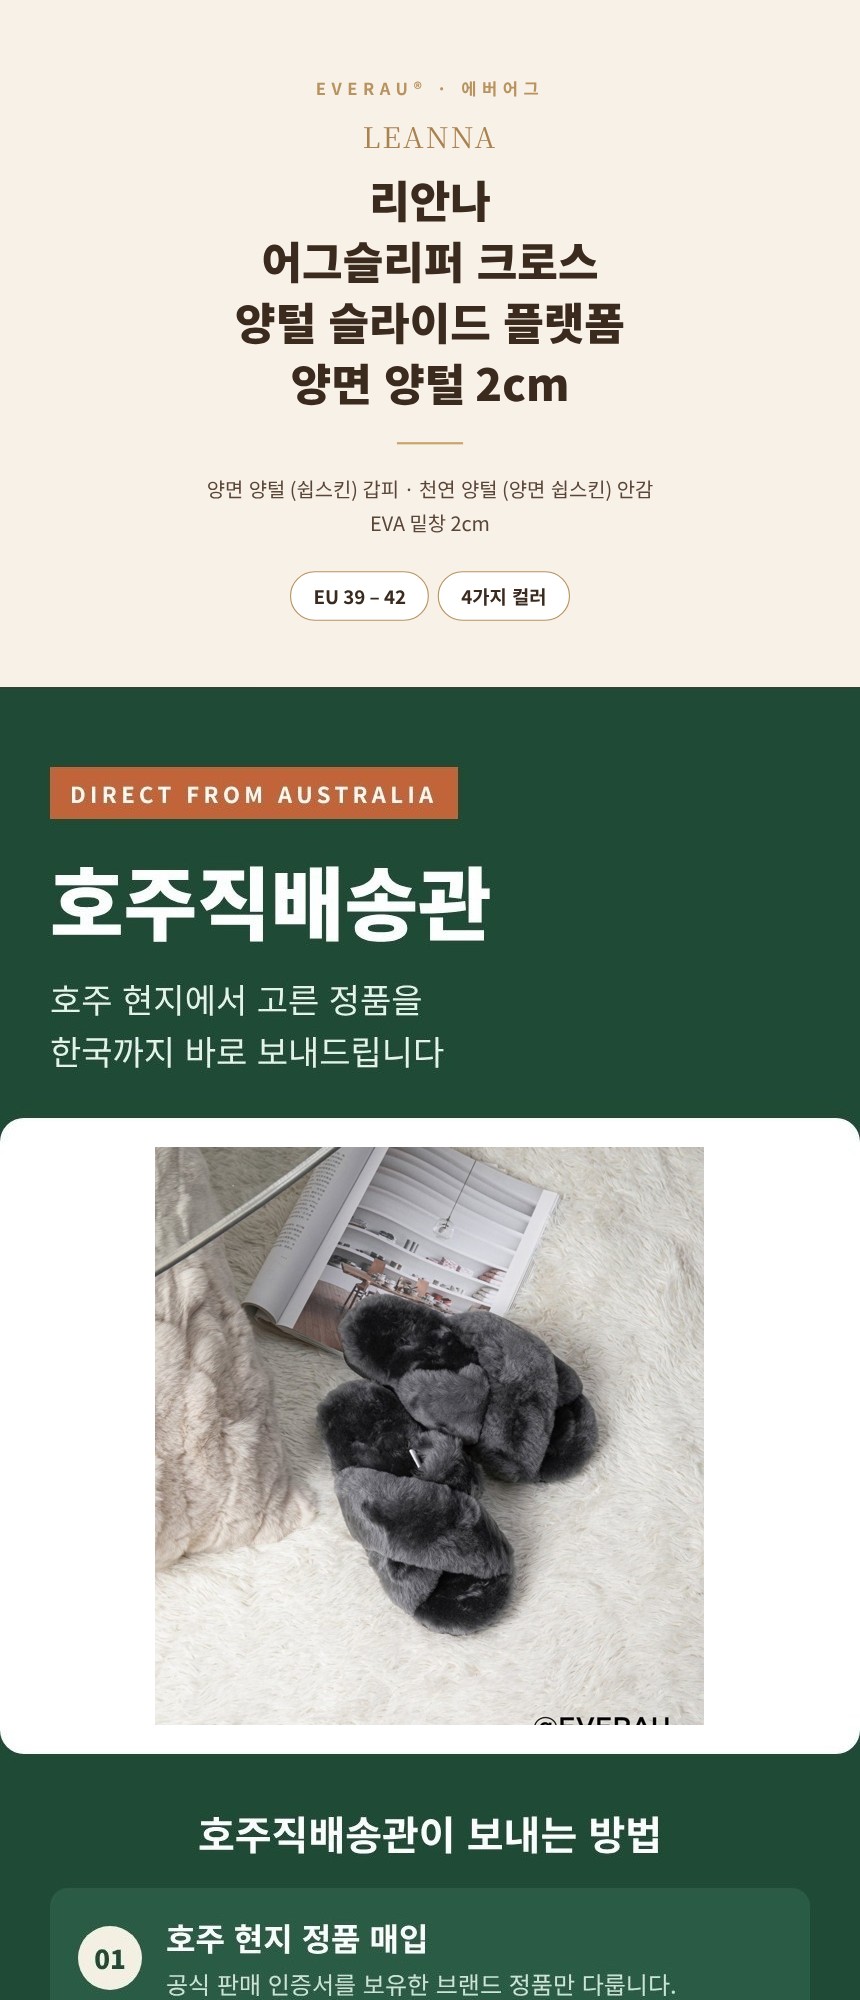 EVERAU® · 에버어그
LEANNA
리안나
어그슬리퍼 크로스
양털 슬라이드 플랫폼
양면 양털 2cm
양면 양털 (쉽스킨) 갑피 · 천연 양털 (양면 쉽스킨) 안감
EVA 밑창 2cm
EU 39 – 42
4가지 컬러
DIRECT FROM AUSTRALIA
호주직배송관
호주 현지에서 고른 정품을
한국까지 바로 보내드립니다
@EVERAU
호주직배송관이 보내는 방법
01
호주 현지 정품 매입
공식 판매 인증서를 보유한 브랜드 정품만 다룹니다.